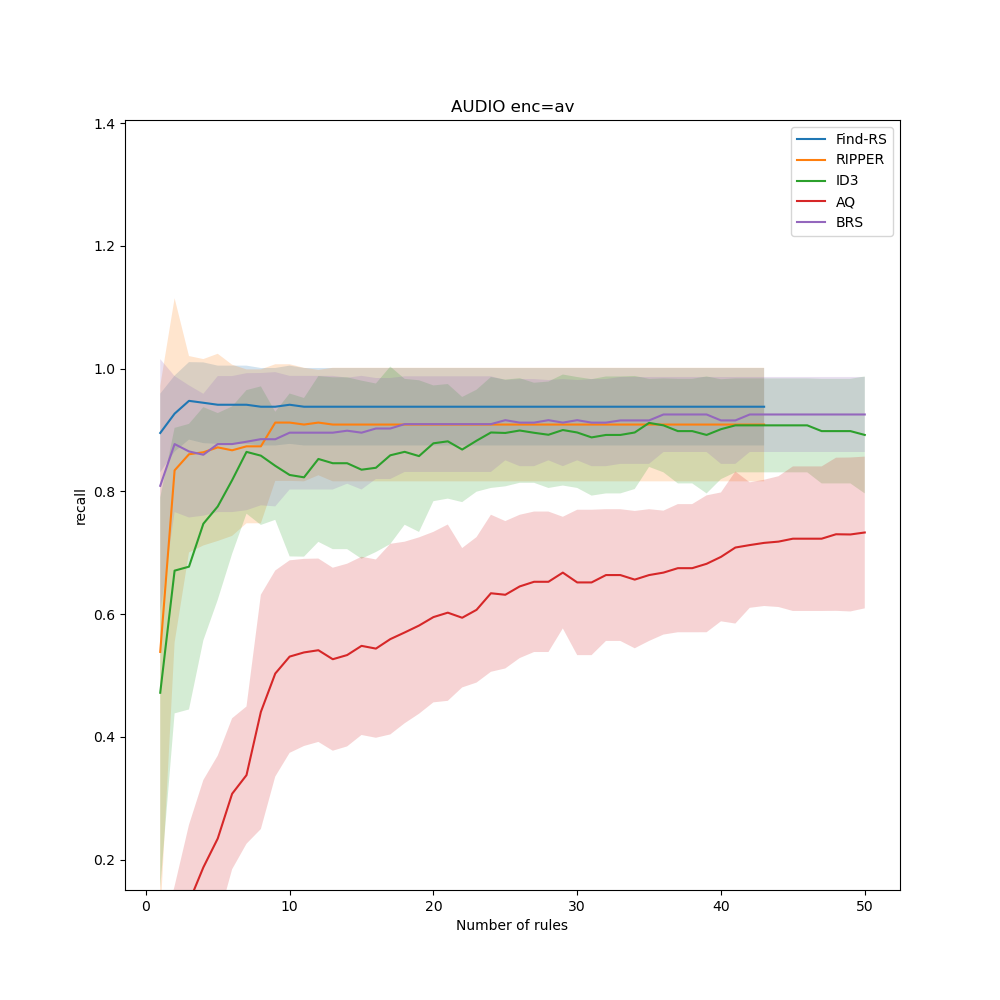 AUDIO enc=av
1.4
1.2
1.0
0.8
0.6
0.4
0.2
recall
Find-RS
RIPPER
ID3
AQ
BRS
0 10 20 30 40 50
Number of rules